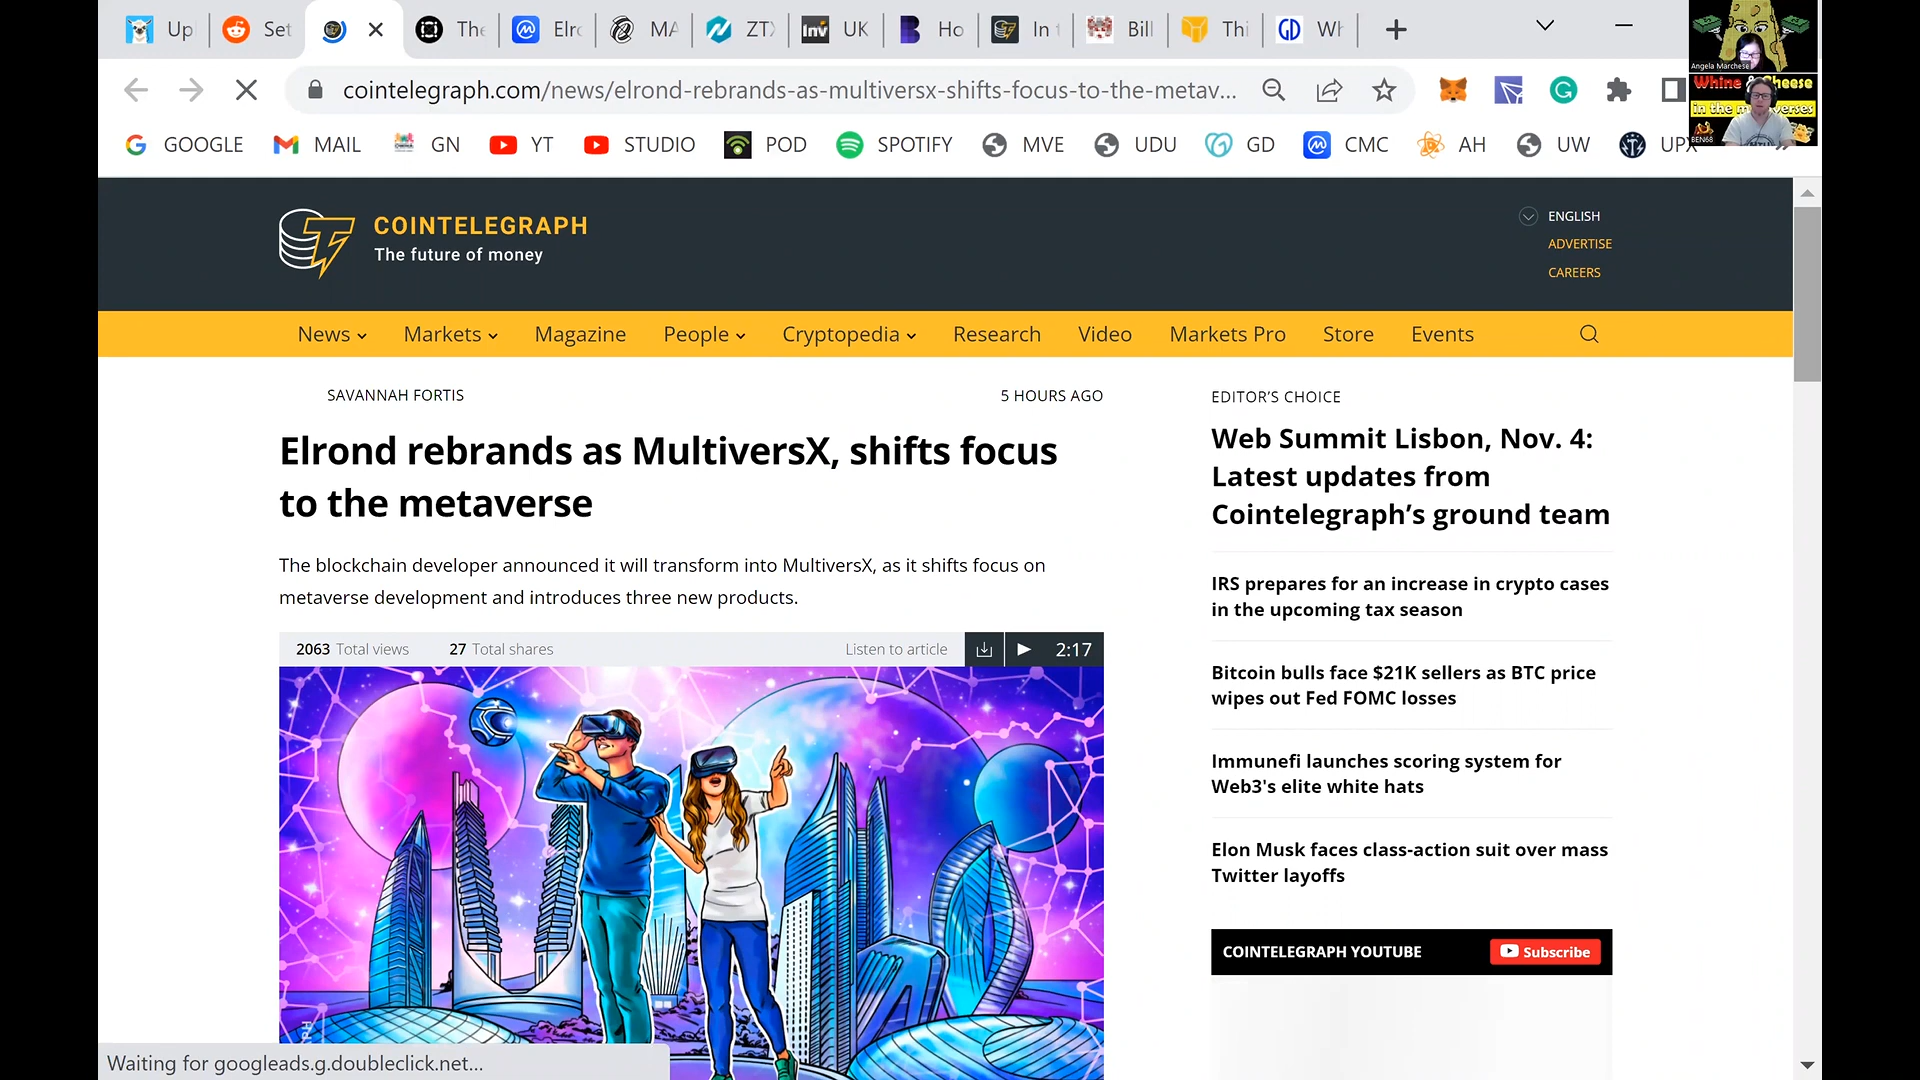 Up
Set
The
Elro
MA
ZTX
UK
Ho
In t
Bill
Thi
Wh
cointelegraph.com/news/elrond-rebrands-as-multiversx-shifts-focus-to-the-metav...
GOOGLE
MAIL
GN
YT
STUDIO
POD
SPOTIFY
MVE
UDU
GD
CMC
AH
UW
UPX
Angela Marchese
Whine & Cheese
in the metaverses
BEN68
COINTELEGRAPH
The future of money
ENGLISH
ADVERTISE
CAREERS
News
Markets
Magazine
People
Cryptopedia
Research
Video
Markets Pro
Store
Events
SAVANNAH FORTIS
5 HOURS AGO
Elrond rebrands as MultiversX, shifts focus
to the metaverse
The blockchain developer announced it will transform into MultiversX, as it shifts focus on
metaverse development and introduces three new products.
2063 Total views
27 Total shares
Listen to article
2:17
EDITOR'S CHOICE
Web Summit Lisbon, Nov. 4:
Latest updates from
Cointelegraph's ground team
IRS prepares for an increase in crypto cases
in the upcoming tax season
Bitcoin bulls face $21K sellers as BTC price
wipes out Fed FOMC losses
Immunefi launches scoring system for
Web3's elite white hats
Elon Musk faces class-action suit over mass
Twitter layoffs
COINTELEGRAPH YOUTUBE
Subscribe
Waiting for googleads.g.doubleclick.net...